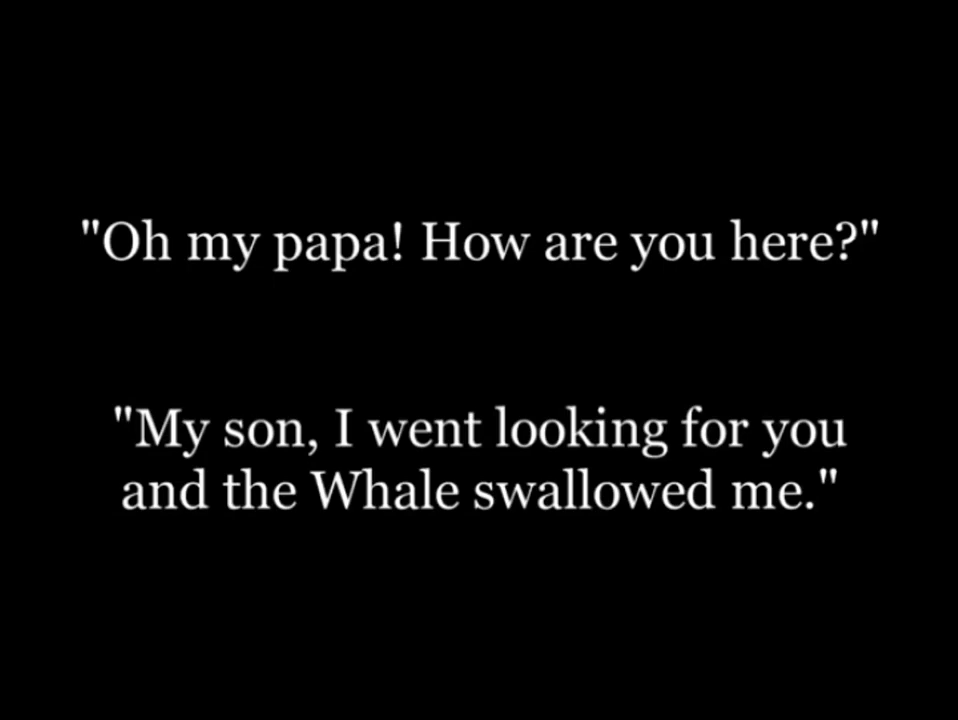 "Oh my papa! How are you here?"
"My son, I went looking for you
and the Whale swallowed me."